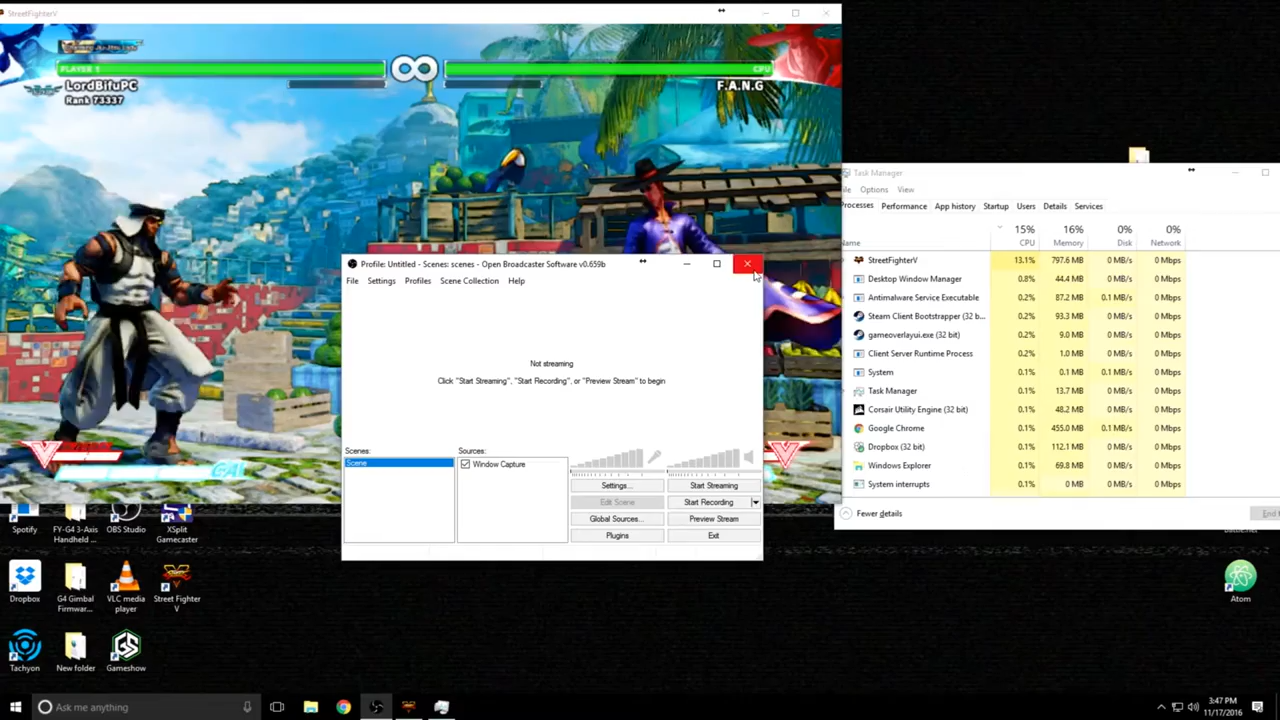 StreetFighterV
PLAYER 1
CPU
LordBifuPC
Rank 73337
F.A.N.G
Profile: Untitled - Scenes: scenes - Open Broadcaster Software v0.659b
File Settings Profiles Scene Collection Help
Not streaming
Click "Start Streaming", "Start Recording", or "Preview Stream" to begin
Scenes:
Scene
Sources:
Window Capture
Settings...
Start Streaming
Edit Scene
Start Recording
Global Sources...
Preview Stream
Plugins
Exit
Task Manager
Options View
Processes Performance App history Startup Users Details Services
15% 16% 0% 0%
CPU Memory Disk Network
StreetFighterV 13.1% 797.6 MB 0 MB/s 0 Mbps
Desktop Window Manager 0.8% 44.4 MB 0 MB/s 0 Mbps
Antimalware Service Executable 0.2% 87.2 MB 0.1 MB/s 0 Mbps
Steam Client Bootstrapper (32 b... 0.2% 93.3 MB 0 MB/s 0 Mbps
gameoverlayui.exe (32 bit) 0.2% 9.0 MB 0 MB/s 0 Mbps
Client Server Runtime Process 0.2% 1.0 MB 0 MB/s 0 Mbps
System 0.2% 0.1 MB 0.1 MB/s 0 Mbps
Task Manager 0.1% 13.7 MB 0 MB/s 0 Mbps
Corsair Utility Engine (32 bit) 0.1% 48.2 MB 0 MB/s 0 Mbps
Google Chrome 0.1% 455.0 MB 0.1 MB/s 0 Mbps
Dropbox (32 bit) 0.1% 112.1 MB 0 MB/s 0 Mbps
Windows Explorer 0.1% 69.8 MB 0 MB/s 0 Mbps
System interrupts 0.1% 0 MB 0 MB/s 0 Mbps
Fewer details
Spotify
FY-G4 3-Axis Handheld ...
OBS Studio
XSplit Gamecaster
Dropbox
G4 Gimbal Firmwar...
VLC media player
Street Fighter V
Tachyon
New folder
Gameshow
Atom
Ask me anything
3:47 PM
11/17/2016